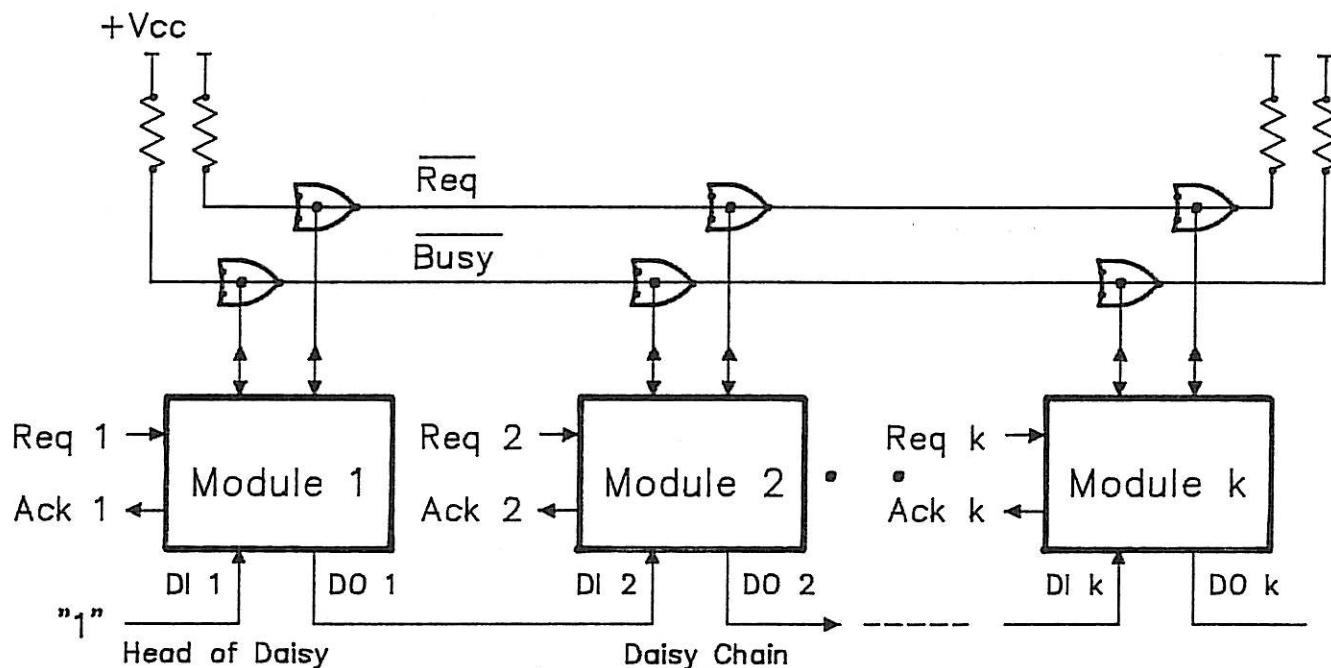 +Vcc
Req
Busy
Req 1
Module 1
Ack 1
Req 2
Module 2
Ack 2
Req k
Module k
Ack k
DI 1
DO 1
DI 2
DO 2
DI k
DO k
"1"
Head of Daisy
Daisy Chain